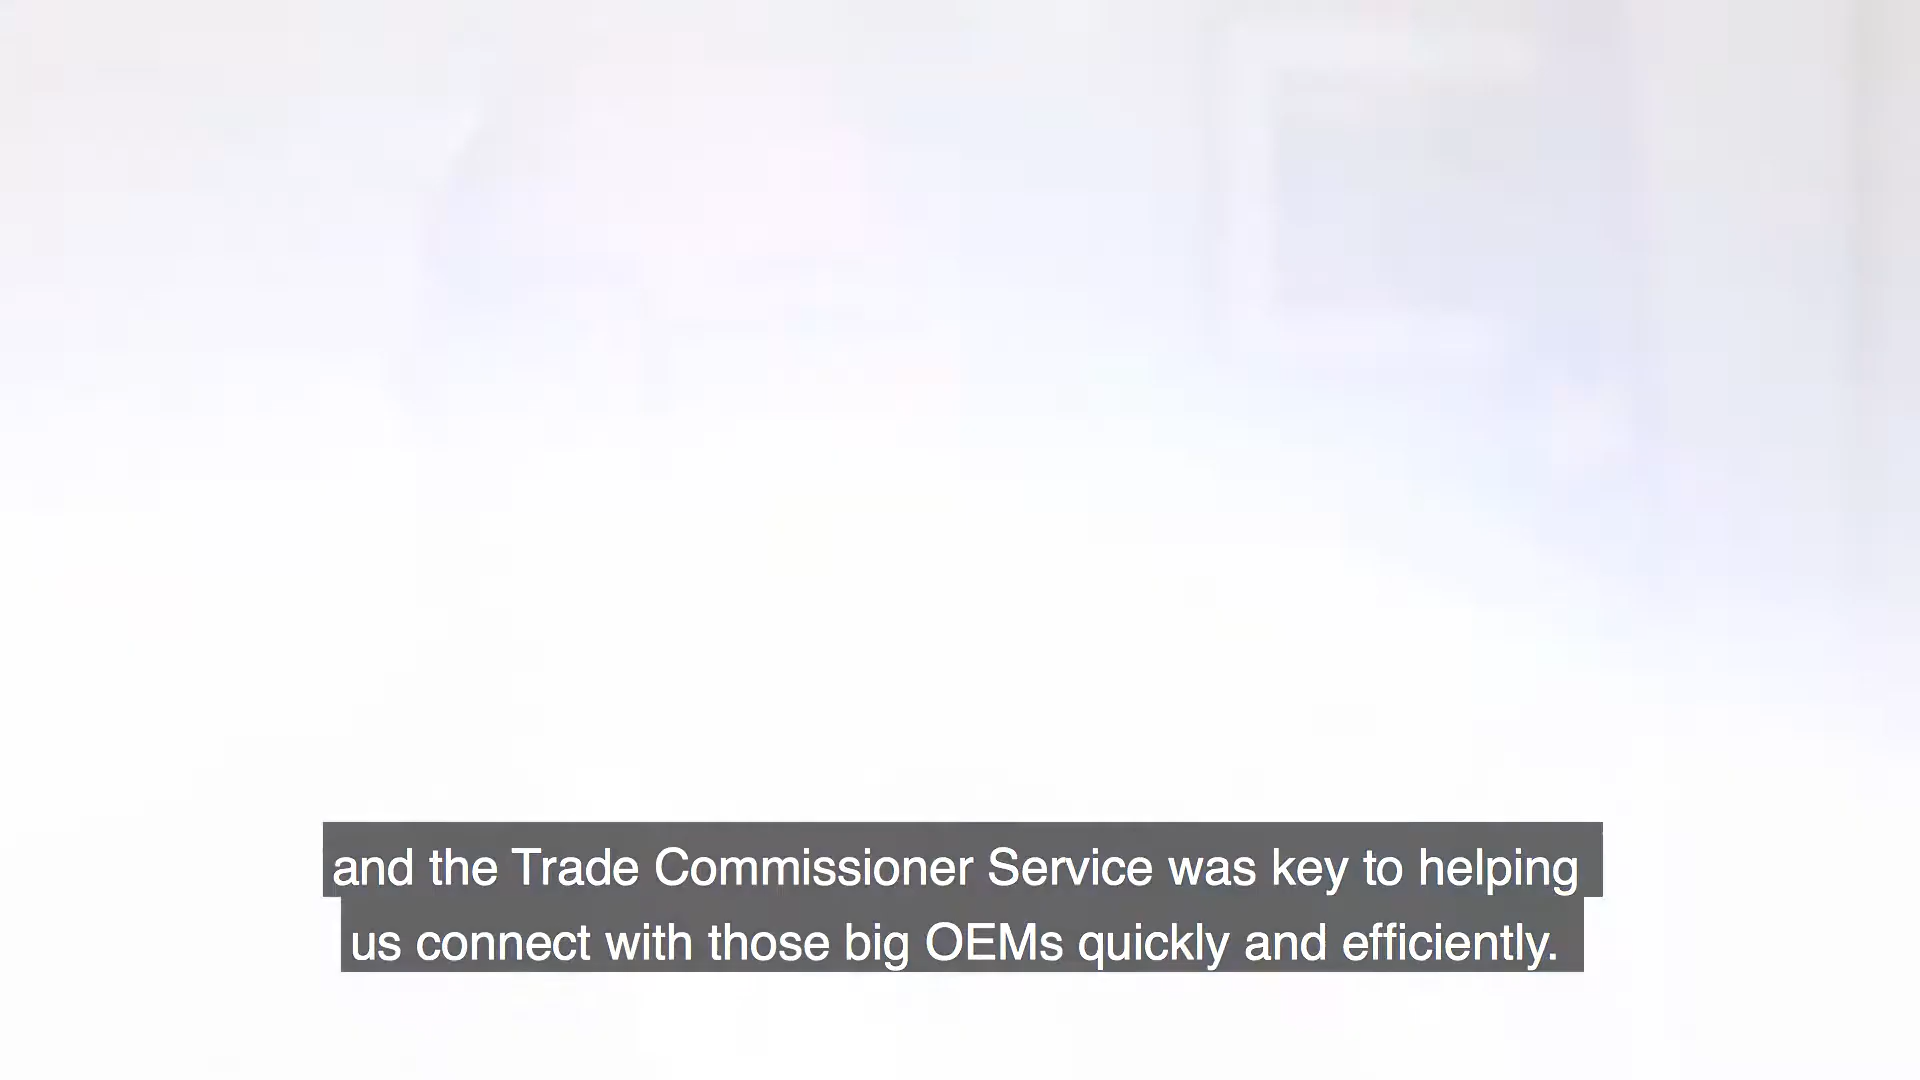 and the Trade Commissioner Service was key to helping
us connect with those big OEMs quickly and efficiently.